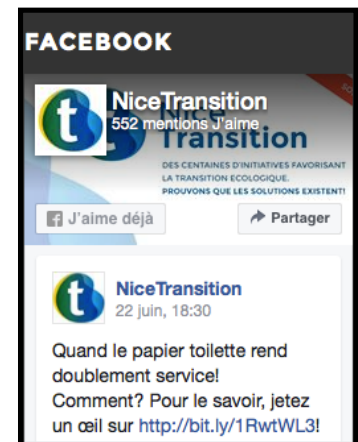 FACEBOOK
NiceTransition
552 mentions J'aime
Nice
Transition
DES CENTAINES D'INITIATIVES FAVORISANT
LA TRANSITION ECOLOGIQUE.
PROUVONS QUE LES SOLUTIONS EXISTENT!
J'aime déjà
Partager
NiceTransition
22 juin, 18:30
Quand le papier toilette rend
doublement service!
Comment? Pour le savoir, jetez
un œil sur http://bit.ly/1RwtWL3!